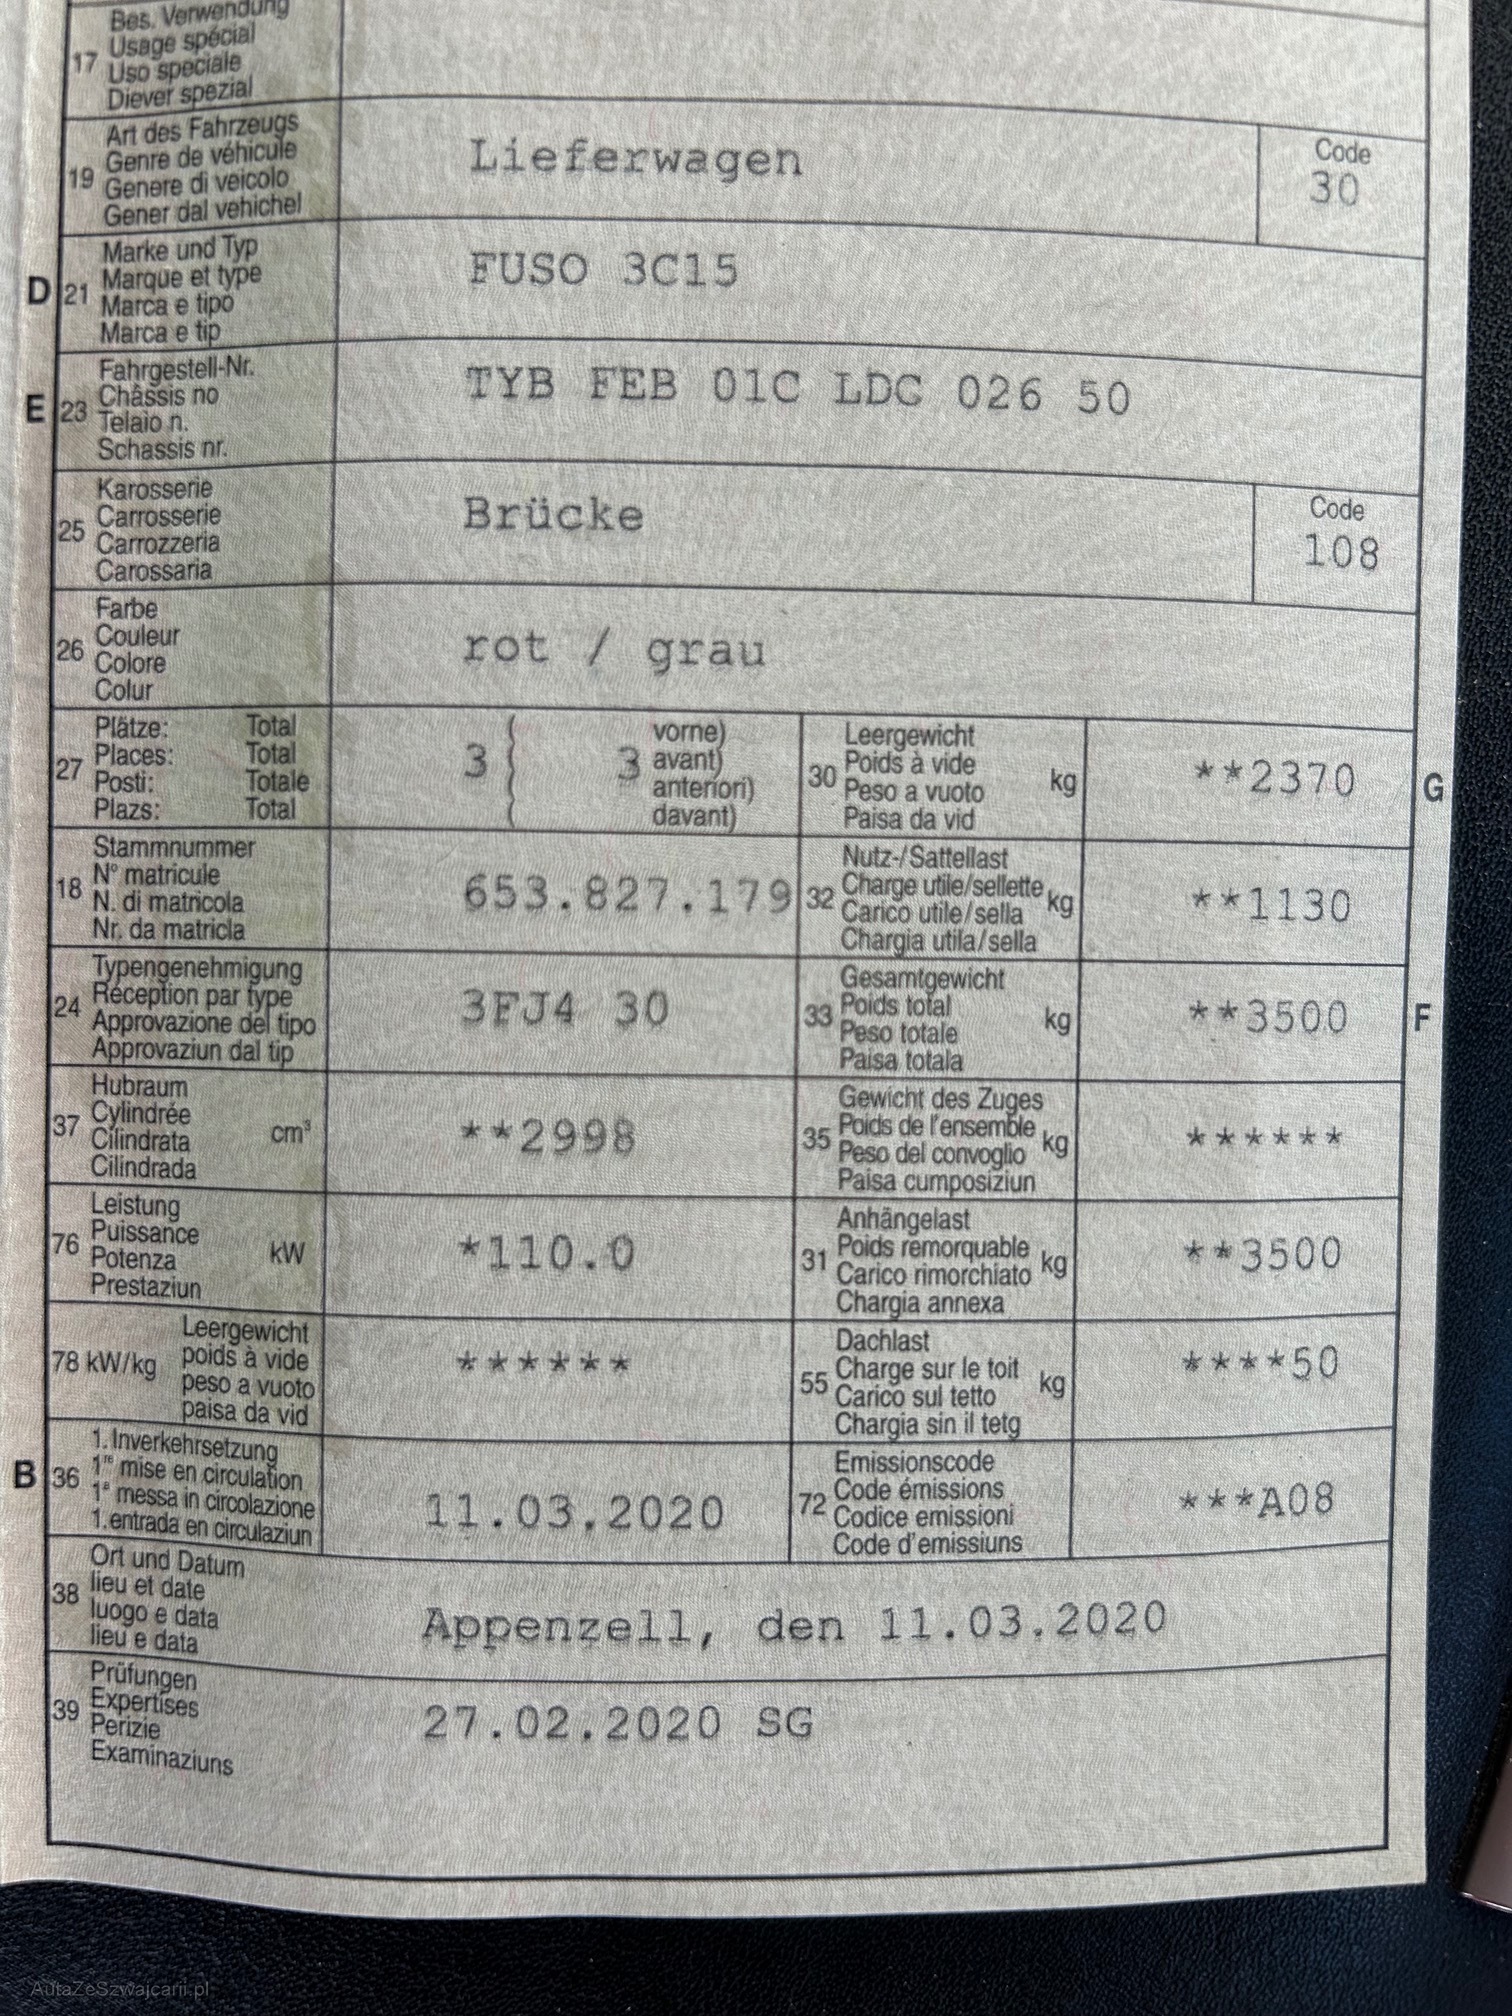 Bes. Verwendung
17 Usage spécial
Uso speciale
Diever spezial
Art des Fahrzeugs
19 Genre de véhicule
Genere di veicolo
Gener dal vehichel
Lieferwagen
Code
30
D 21 Marke und Typ
Marque et type
Marca e tipo
Marca e tip
FUSO 3C15
E 23 Fahrgestell-Nr.
Châssis no
Telaio n.
Schassis nr.
TYB FEB 01C LDC 026 50
25 Karosserie
Carrosserie
Carrozzeria
Carossaria
Brücke
Code
108
26 Farbe
Couleur
Colore
Colur
rot / grau
27 Plätze: Total
Places: Total
Posti: Totale
Plazs: Total
3 { 3 vorne)
avant)
anteriori)
davant)
30 Leergewicht
Poids à vide
Peso a vuoto
Paisa da vid
kg
**2370
G
18 Stammnummer
N° matricule
N. di matricola
Nr. da matricla
653.827.179
32 Nutz-/Sattellast
Charge utile/sellette
Carico utile/sella
Chargia utila/sella
kg
**1130
24 Typengenehmigung
Réception par type
Approvazione del tipo
Approvaziun dal tip
3FJ4 30
33 Gesamtgewicht
Poids total
Peso totale
Paisa totala
kg
**3500
F
37 Hubraum
Cylindrée
Cilindrata
Cilindrada
cm³
**2998
35 Gewicht des Zuges
Poids de l'ensemble
Peso del convoglio
Paisa cumposiziun
kg
******
76 Leistung
Puissance
Potenza
Prestaziun
kW
*110.0
31 Anhängelast
Poids remorquable
Carico rimorchiato
Chargia annexa
kg
**3500
78 kW/kg Leergewicht
poids à vide
peso a vuoto
paisa da vid
******
55 Dachlast
Charge sur le toit
Carico sul tetto
Chargia sin il tetg
kg
****50
B 36 1. Inverkehrsetzung
1re mise en circulation
1a messa in circolazione
1. entrada en circulaziun
11.03.2020
72 Emissionscode
Code émissions
Codice emissioni
Code d'emissiuns
***A08
38 Ort und Datum
lieu et date
luogo e data
lieu e data
Appenzell, den 11.03.2020
39 Prüfungen
Expertises
Perizie
Examinaziuns
27.02.2020 SG
AutaZeSzwajcarii.pl